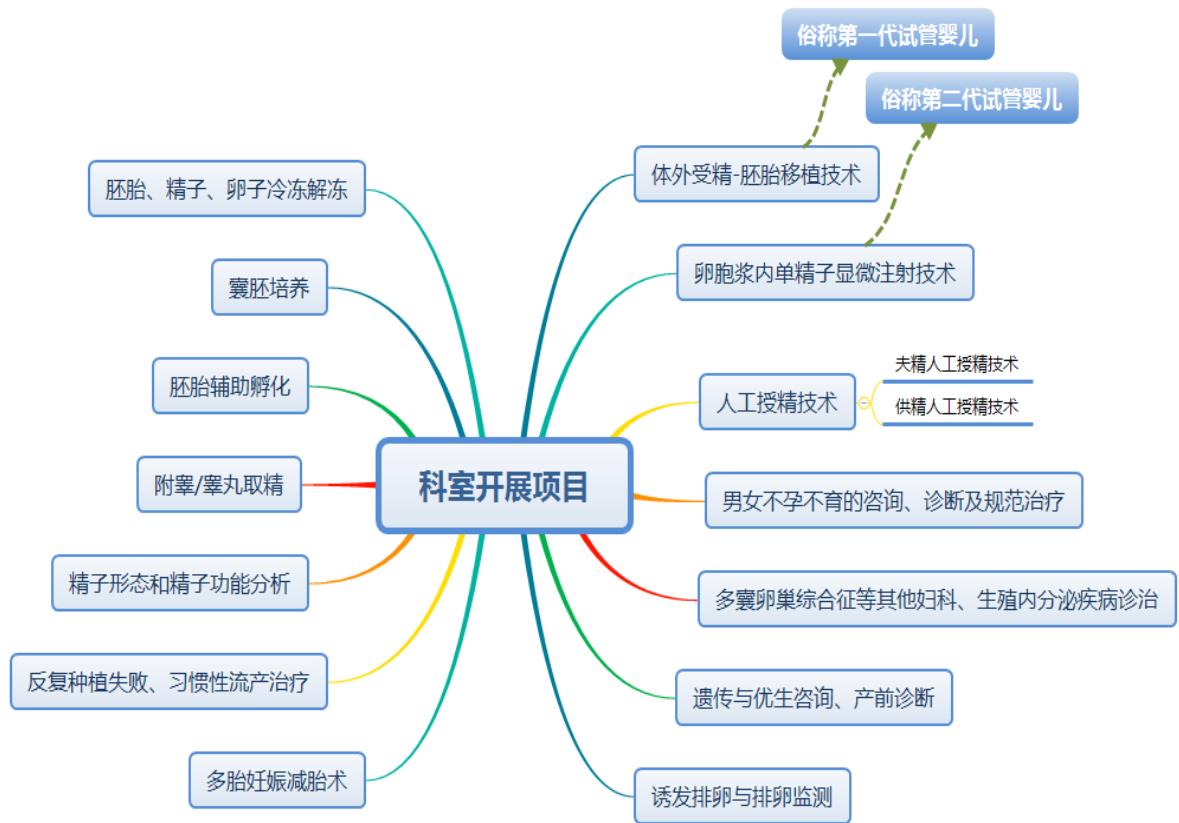 俗称第一代试管婴儿
俗称第二代试管婴儿
体外受精-胚胎移植技术
卵胞浆内单精子显微注射技术
人工授精技术
夫精人工授精技术
供精人工授精技术
男女不孕不育的咨询、诊断及规范治疗
多囊卵巢综合征等其他妇科、生殖内分泌疾病诊治
遗传与优生咨询、产前诊断
诱发排卵与排卵监测
科室开展项目
胚胎、精子、卵子冷冻解冻
囊胚培养
胚胎辅助孵化
附睾/睾丸取精
精子形态和精子功能分析
反复种植失败、习惯性流产治疗
多胎妊娠减胎术